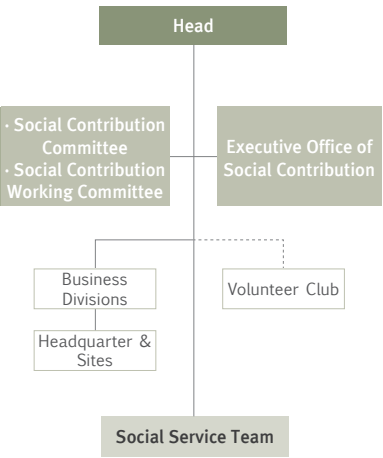 Head
· Social Contribution
Committee
· Social Contribution
Working Committee
Executive Office of
Social Contribution
Business
Divisions
Volunteer Club
Headquarter &
Sites
Social Service Team